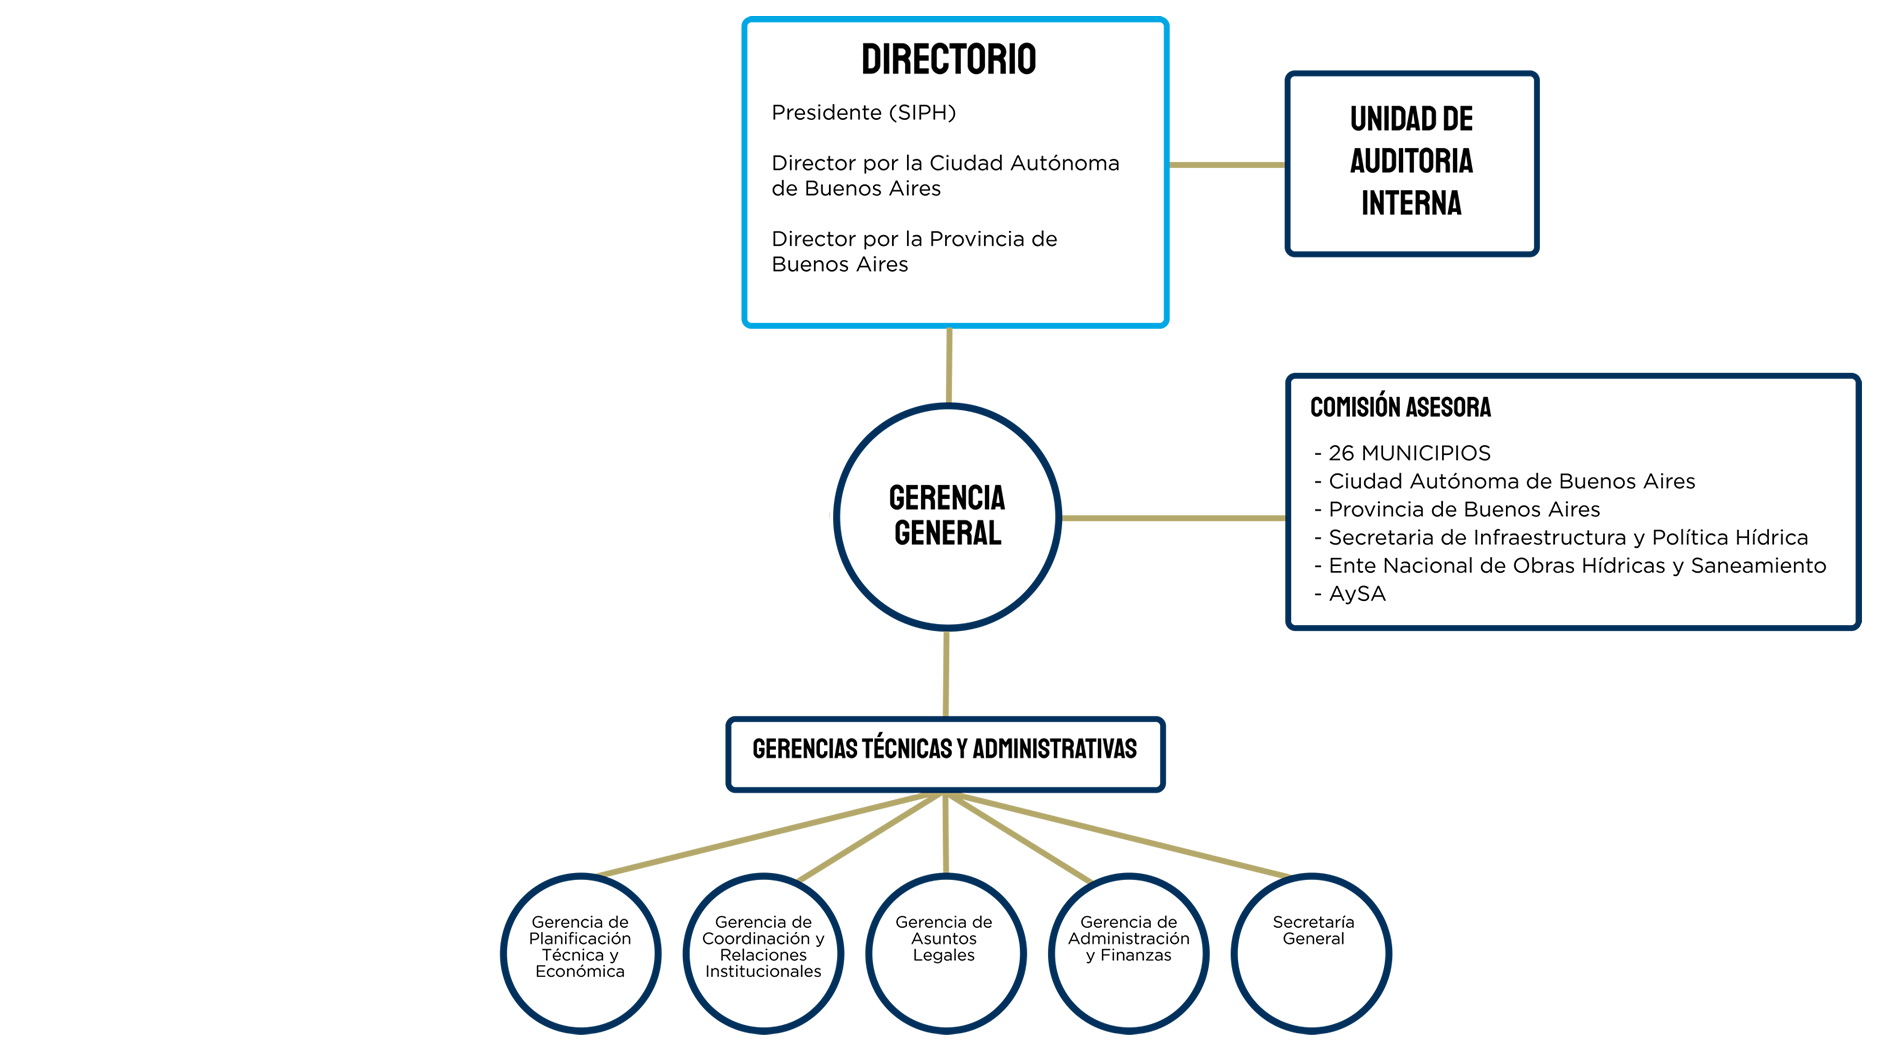 DIRECTORIO
Presidente (SIPH)
Director por la Ciudad Autónoma
de Buenos Aires
Director por la Provincia de
Buenos Aires
UNIDAD DE
AUDITORIA
INTERNA
GERENCIA
GENERAL
COMISIÓN ASESORA
- 26 MUNICIPIOS
- Ciudad Autónoma de Buenos Aires
- Provincia de Buenos Aires
- Secretaria de Infraestructura y Política Hídrica
- Ente Nacional de Obras Hídricas y Saneamiento
- AySA
GERENCIAS TÉCNICAS Y ADMINISTRATIVAS
Gerencia de
Planificación
Técnica y
Económica
Gerencia de
Coordinación y
Relaciones
Institucionales
Gerencia de
Asuntos
Legales
Gerencia de
Administración
y Finanzas
Secretaría
General